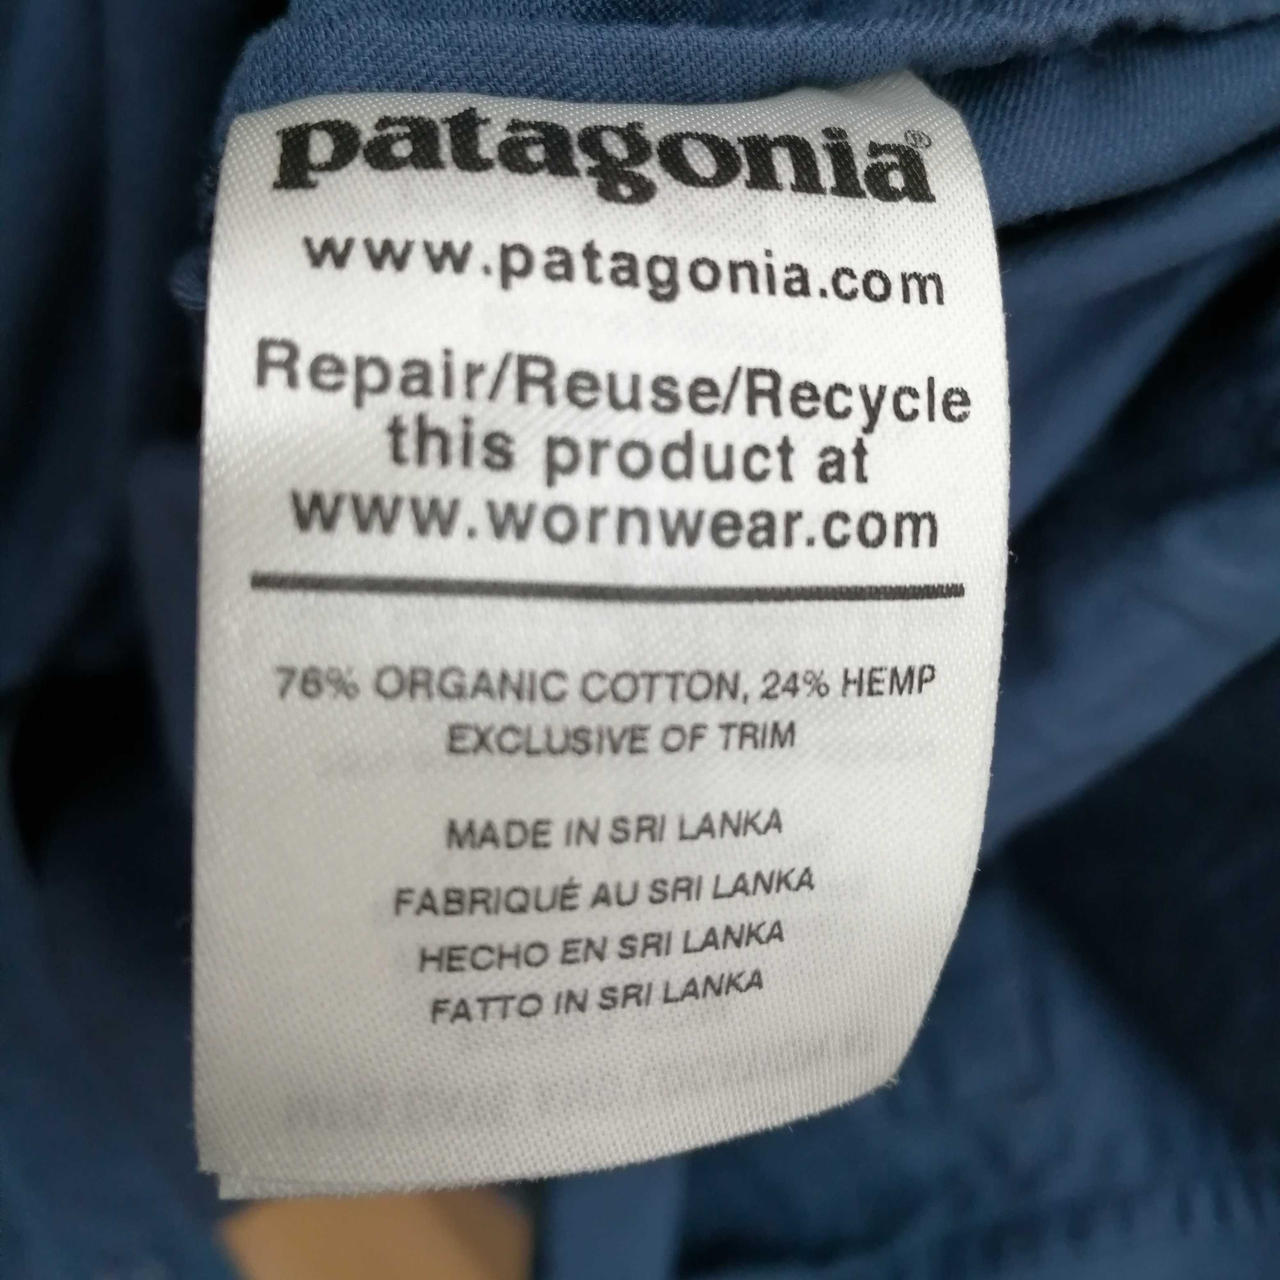 patagonia®
www.patagonia.com
Repair/Reuse/Recycle
this product at
www.wornwear.com
76% ORGANIC COTTON, 24% HEMP
EXCLUSIVE OF TRIM
MADE IN SRI LANKA
FABRIQUÉ AU SRI LANKA
HECHO EN SRI LANKA
FATTO IN SRI LANKA